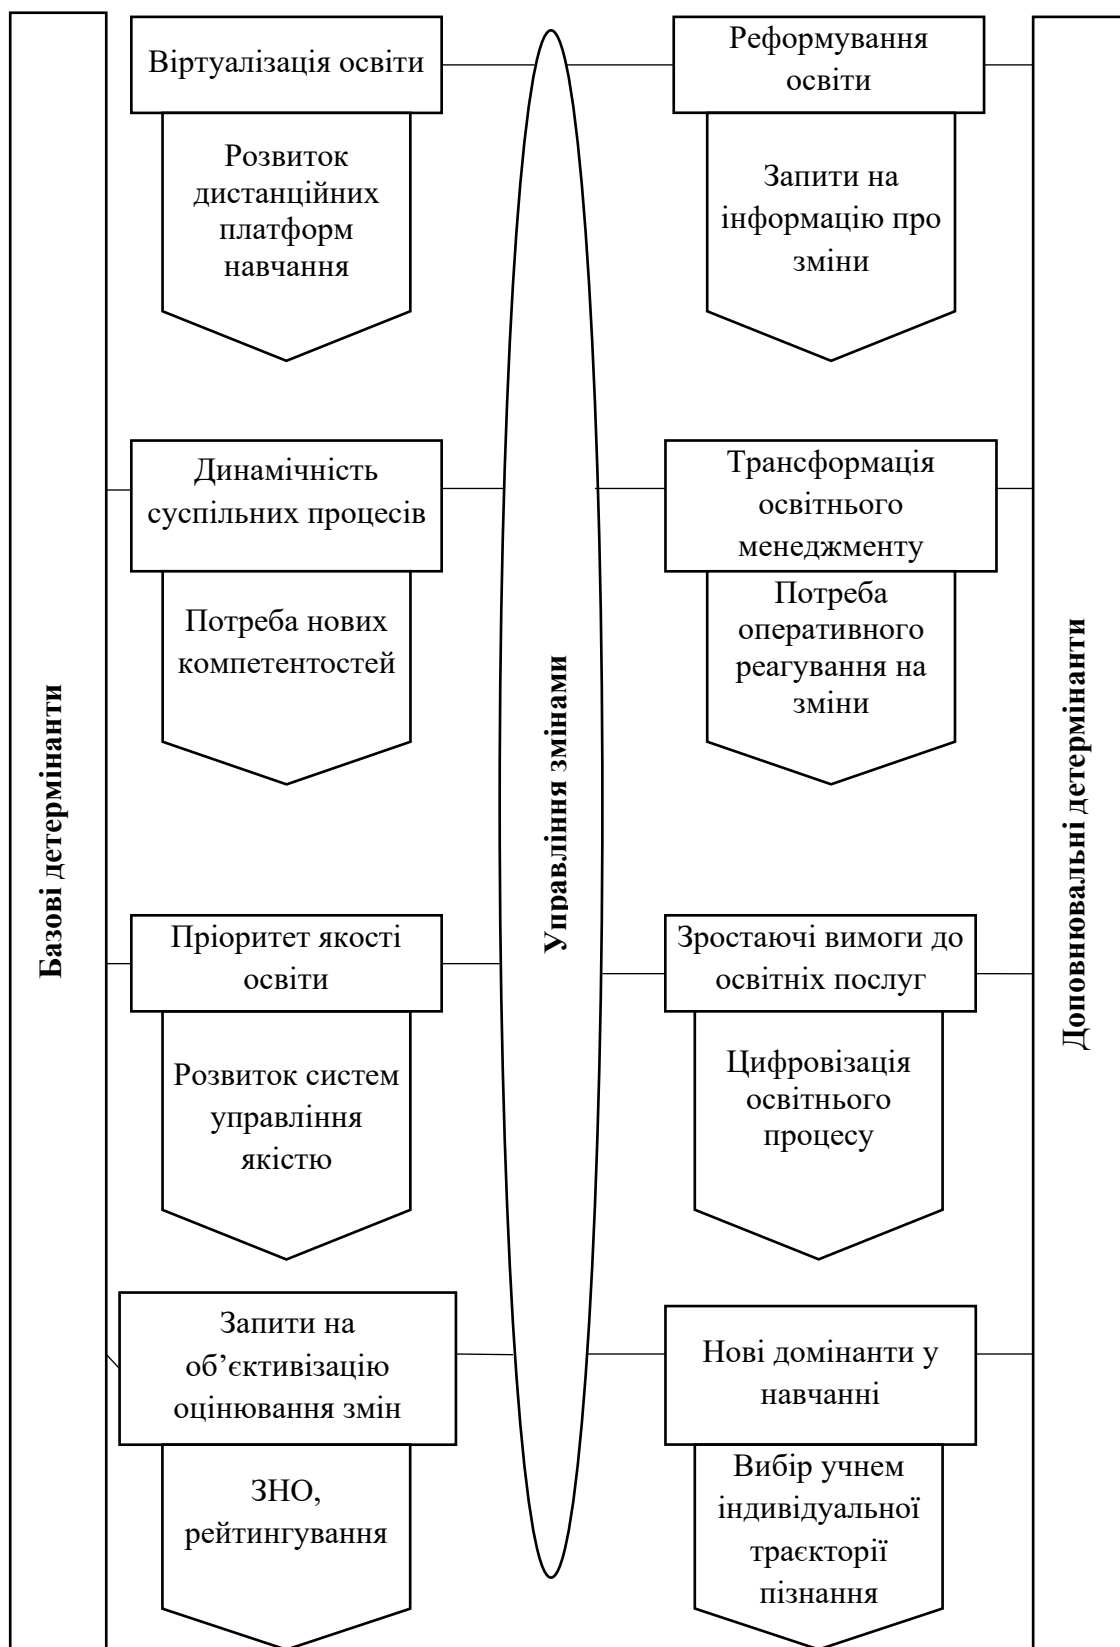 Базові детермінанти
Віртуалізація освіти
Розвиток
дистанційних
платформ
навчання
Динамічність
суспільних процесів
Потреба нових
компетентостей
Пріоритет якості
освіти
Розвиток систем
управління
якістю
Запити на
об’єктивізацію
оцінювання змін
ЗНО,
рейтингування
Управління змінами
Реформування
освіти
Запити на
інформацію про
зміни
Трансформація
освітнього
менеджменту
Потреба
оперативного
реагування на
зміни
Зростаючі вимоги до
освітніх послуг
Цифровізація
освітнього
процесу
Нові домінанти у
навчанні
Вибір учнем
індивідуальної
траєкторії
пізнання
Доповнювальні детермінанти